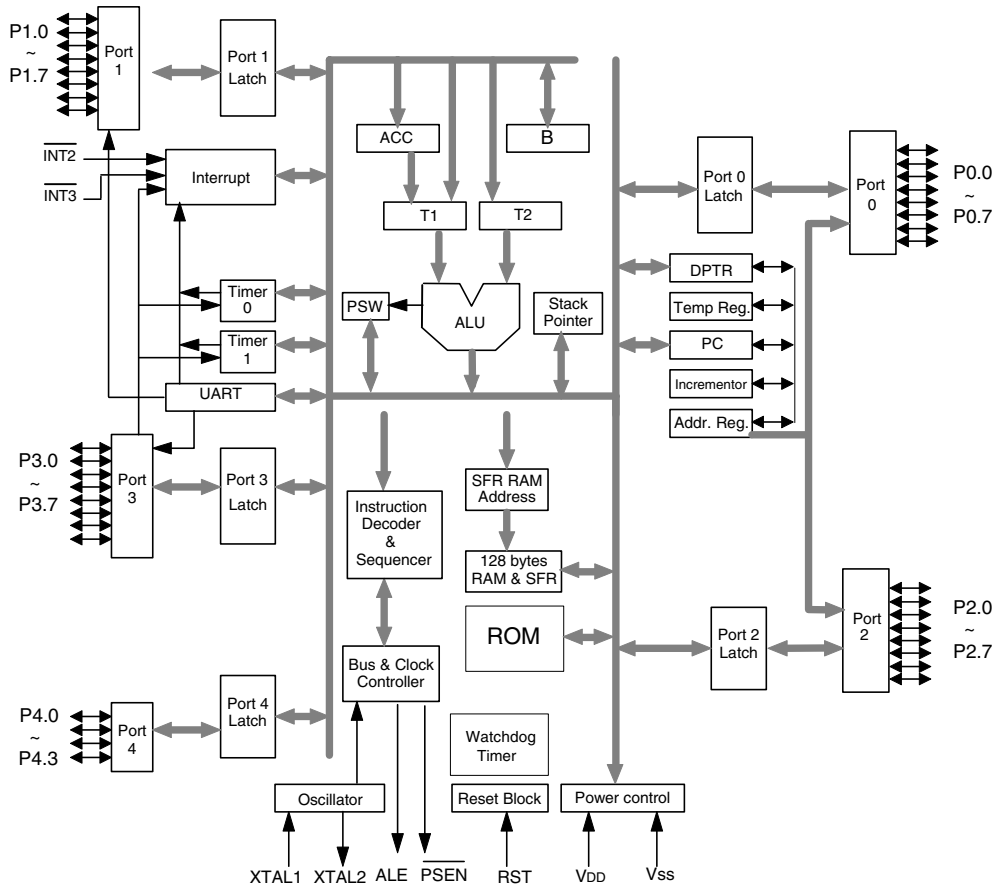 P1.0
~
P1.7
Port
1
Port 1
Latch
ACC
B
INT2
INT3
Interrupt
T1
T2
Port 0
Latch
Port
0
P0.0
~
P0.7
DPTR
Temp Reg.
PC
Incrementor
Addr. Reg.
Timer
0
Timer
1
UART
PSW
ALU
Stack
Pointer
P3.0
~
P3.7
Port
3
Port 3
Latch
Instruction
Decoder
&
Sequencer
SFR RAM
Address
128 bytes
RAM & SFR
ROM
Bus & Clock
Controller
Port 2
Latch
Port
2
P2.0
~
P2.7
P4.0
~
P4.3
Port
4
Port 4
Latch
Watchdog
Timer
Oscillator
Reset Block
Power control
XTAL1
XTAL2
ALE
PSEN
RST
VDD
Vss